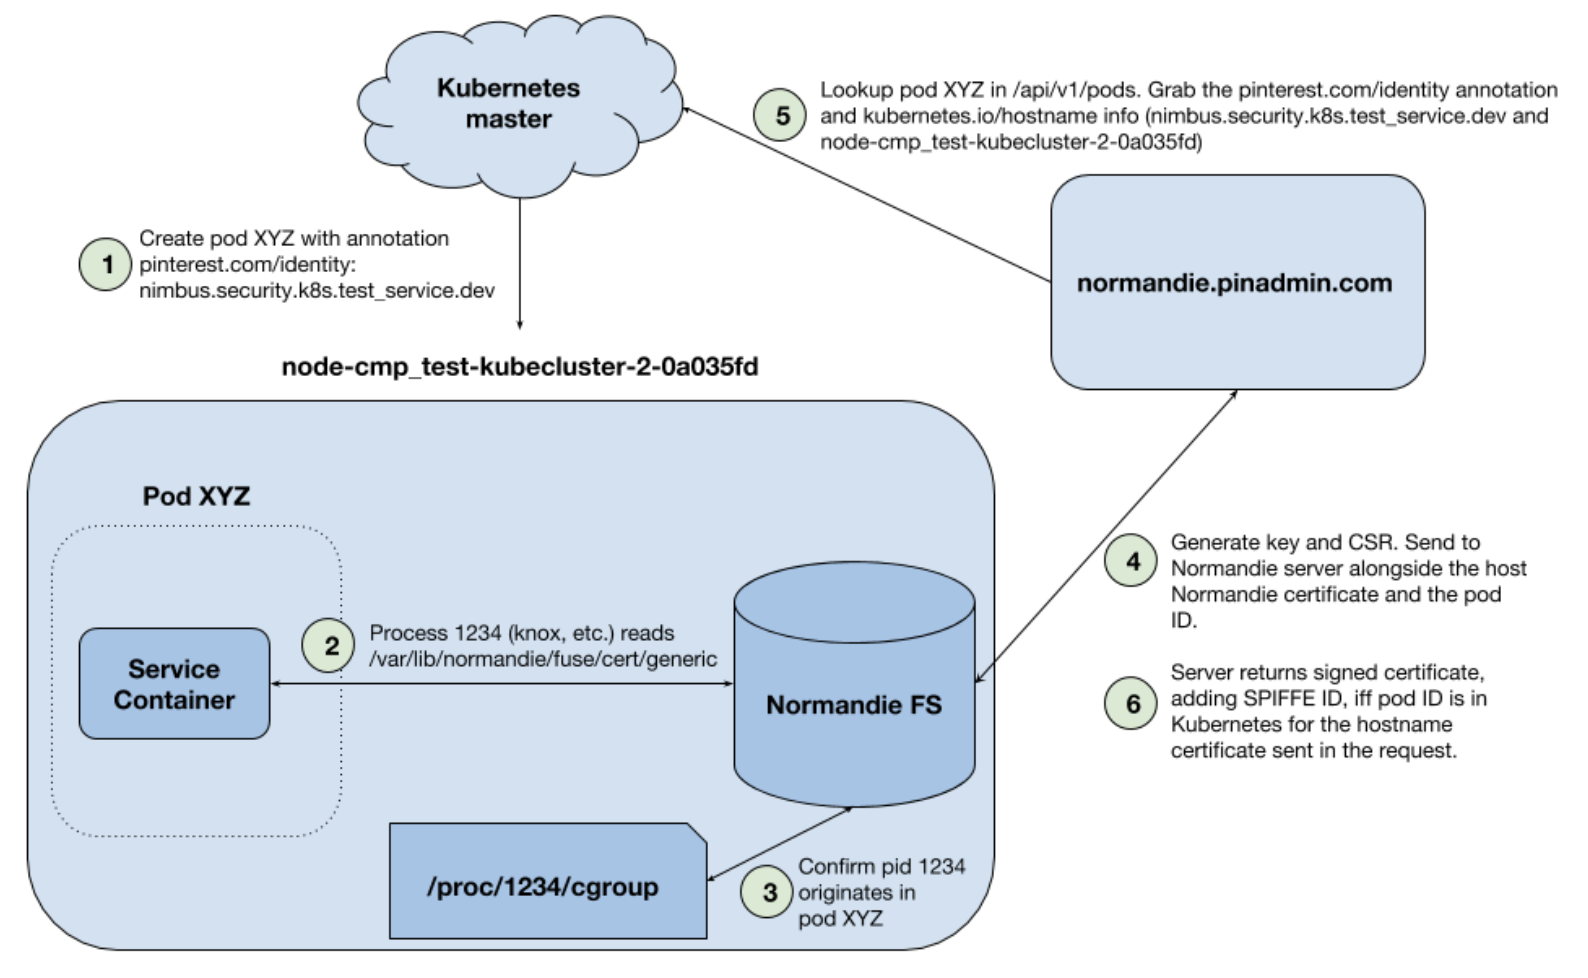 Kubernetes
master
5
Lookup pod XYZ in /api/v1/pods. Grab the pinterest.com/identity annotation
and kubernetes.io/hostname info (nimbus.security.k8s.test_service.dev and
node-cmp_test-kubecluster-2-0a035fd)
1
Create pod XYZ with annotation
pinterest.com/identity:
nimbus.security.k8s.test_service.dev
normandie.pinadmin.com
node-cmp_test-kubecluster-2-0a035fd
Pod XYZ
Service
Container
2
Process 1234 (knox, etc.) reads
/var/lib/normandie/fuse/cert/generic
Normandie FS
4
Generate key and CSR. Send to
Normandie server alongside the host
Normandie certificate and the pod
ID.
6
Server returns signed certificate,
adding SPIFFE ID, iff pod ID is in
Kubernetes for the hostname
certificate sent in the request.
/proc/1234/cgroup
3
Confirm pid 1234
originates in
pod XYZ